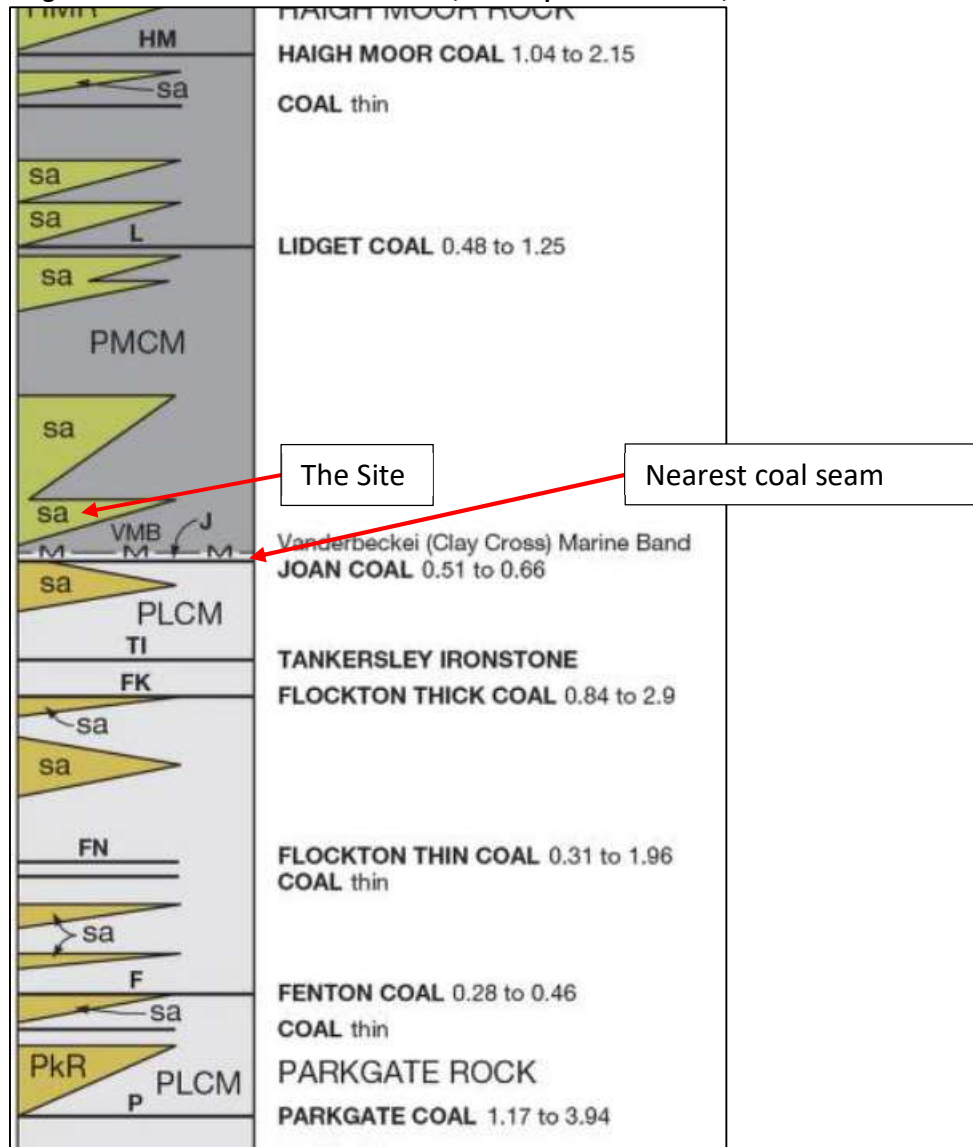 HMR
HAIGH MOOR ROCK
HM
HAIGH MOOR COAL 1.04 to 2.15
sa
COAL thin
sa
sa
L
LIDGET COAL 0.48 to 1.25
sa
PMCM
sa
The Site
Nearest coal seam
sa
VMB
J
M M M
Vanderbeckei (Clay Cross) Marine Band
JOAN COAL 0.51 to 0.66
sa
PLCM
TI
TANKERSLEY IRONSTONE
FK
FLOCKTON THICK COAL 0.84 to 2.9
sa
sa
FN
FLOCKTON THIN COAL 0.31 to 1.96
COAL thin
sa
F
FENTON COAL 0.28 to 0.46
sa
COAL thin
PkR
PLCM
PARKGATE ROCK
P
PARKGATE COAL 1.17 to 3.94